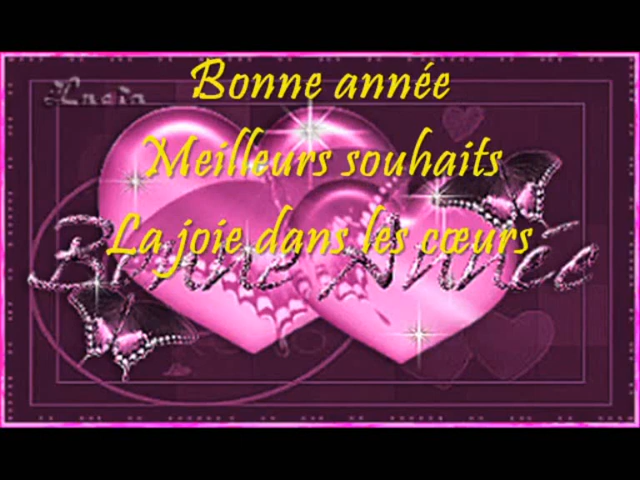 Bonne année
Meilleurs souhaits
La joie dans les cœurs
Bonne Année